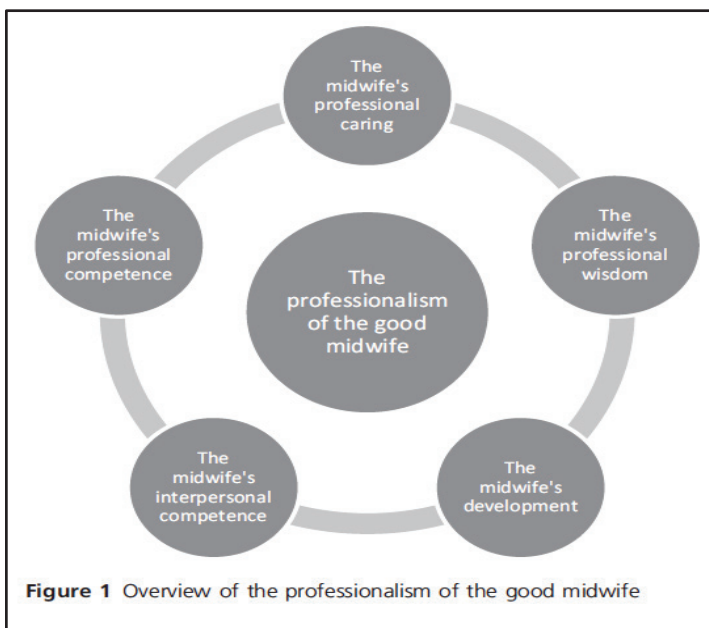 The
midwife's
professional
caring
The
midwife's
professional
competence
The
midwife's
professional
wisdom
The
professionalism
of the good
midwife
The
midwife's
interpersonal
competence
The
midwife's
development
Figure 1 Overview of the professionalism of the good midwife